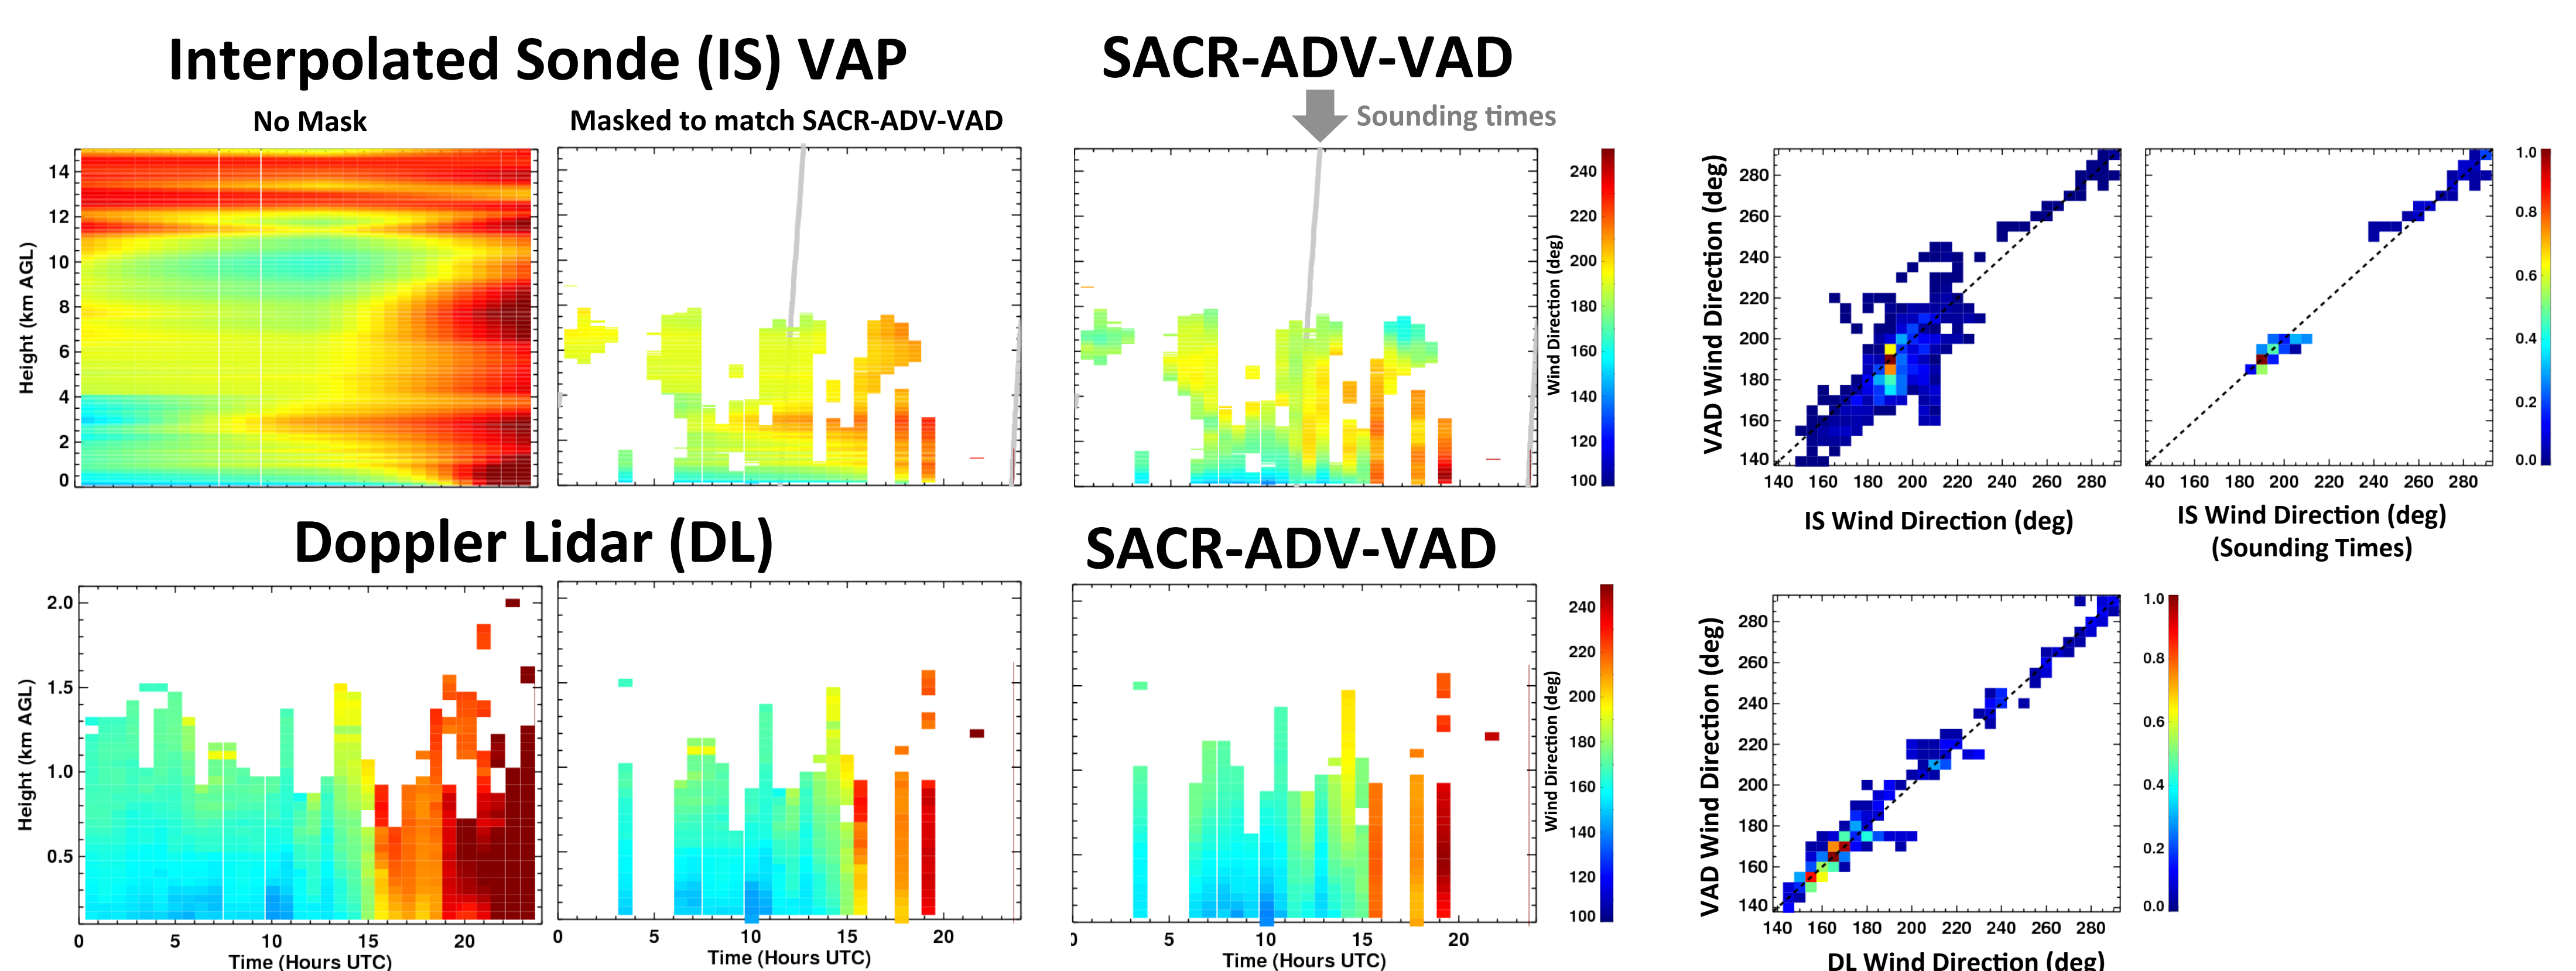 Interpolated Sonde (IS) VAP
SACR-ADV-VAD
No Mask
Masked to match SACR-ADV-VAD
Sounding times
Height (km AGL)
14
12
10
8
6
4
2
0
Wind Direction (deg)
240
220
200
180
160
140
120
100
VAD Wind Direction (deg)
280
260
240
220
200
180
160
140
140 160 180 200 220 240 260 280
IS Wind Direction (deg)
40 160 180 200 220 240 260 280
IS Wind Direction (deg)
(Sounding Times)
1.0
0.8
0.6
0.4
0.2
0.0
Doppler Lidar (DL)
SACR-ADV-VAD
Height (km AGL)
2.0
1.5
1.0
0.5
0 5 10 15 20
Time (Hours UTC)
0 5 10 15 20
Time (Hours UTC)
0 5 10 15 20
Time (Hours UTC)
Wind Direction (deg)
240
220
200
180
160
140
120
100
VAD Wind Direction (deg)
280
260
240
220
200
180
160
140
140 160 180 200 220 240 260 280
DL Wind Direction (deg)
1.0
0.8
0.6
0.4
0.2
0.0